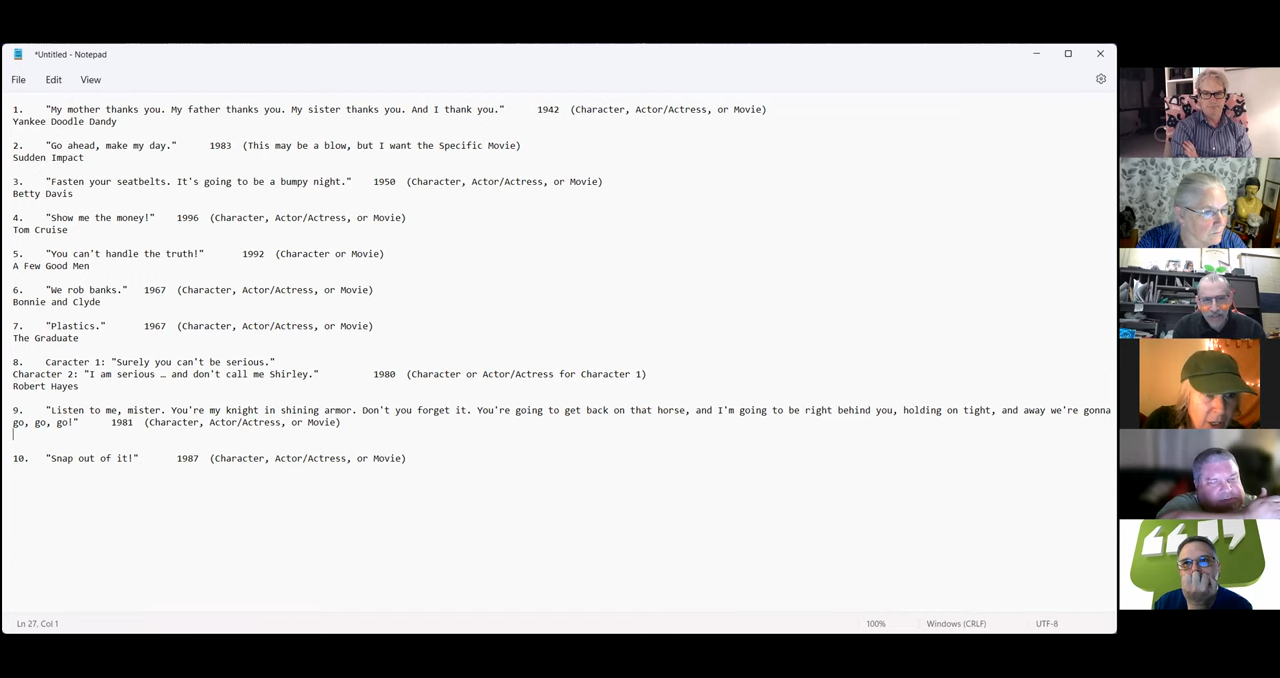 *Untitled - Notepad
File Edit View
1. "My mother thanks you. My father thanks you. My sister thanks you. And I thank you." 1942 (Character, Actor/Actress, or Movie)
Yankee Doodle Dandy
2. "Go ahead, make my day." 1983 (This may be a blow, but I want the Specific Movie)
Sudden Impact
3. "Fasten your seatbelts. It's going to be a bumpy night." 1950 (Character, Actor/Actress, or Movie)
Betty Davis
4. "Show me the money!" 1996 (Character, Actor/Actress, or Movie)
Tom Cruise
5. "You can't handle the truth!" 1992 (Character or Movie)
A Few Good Men
6. "We rob banks." 1967 (Character, Actor/Actress, or Movie)
Bonnie and Clyde
7. "Plastics." 1967 (Character, Actor/Actress, or Movie)
The Graduate
8. Caracter 1: "Surely you can't be serious."
Character 2: "I am serious … and don't call me Shirley." 1980 (Character or Actor/Actress for Character 1)
Robert Hayes
9. "Listen to me, mister. You're my knight in shining armor. Don't you forget it. You're going to get back on that horse, and I'm going to be right behind you, holding on tight, and away we're gonna
go, go, go!" 1981 (Character, Actor/Actress, or Movie)
10. "Snap out of it!" 1987 (Character, Actor/Actress, or Movie)
Ln 27, Col 1 100% Windows (CRLF) UTF-8